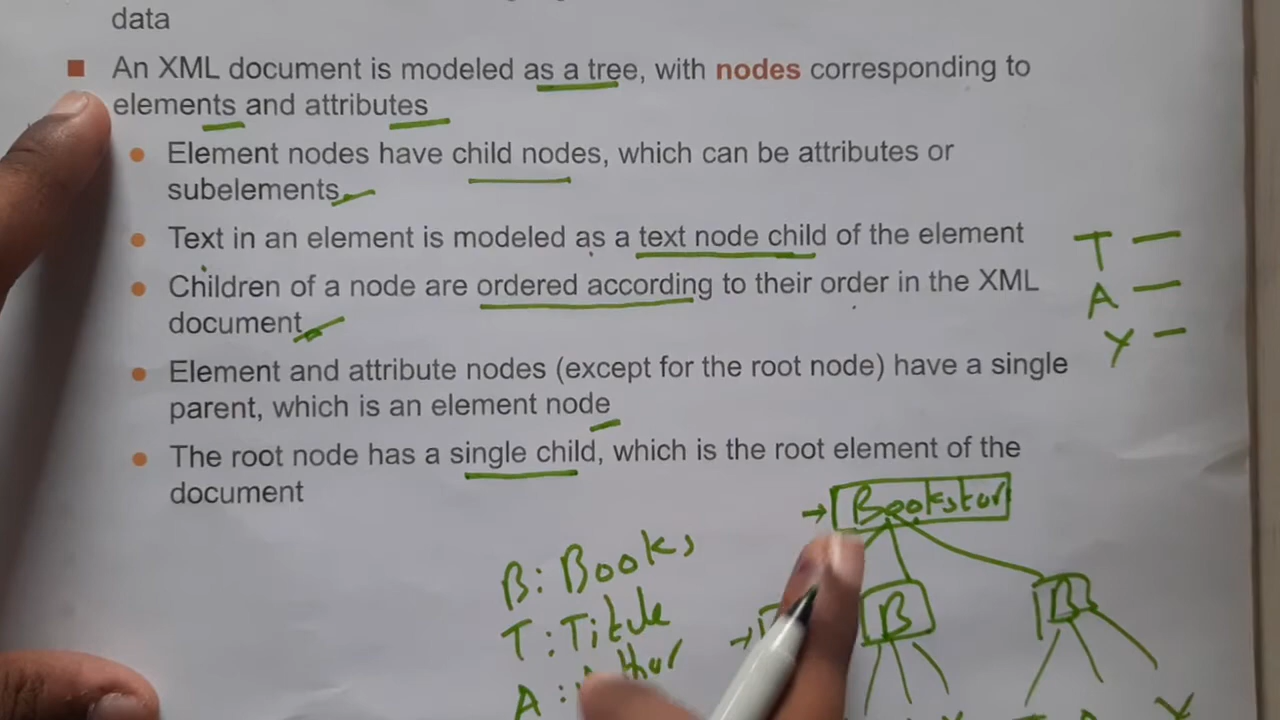 data
An XML document is modeled as a tree, with nodes corresponding to
elements and attributes
Element nodes have child nodes, which can be attributes or
subelements
Text in an element is modeled as a text node child of the element
Children of a node are ordered according to their order in the XML
document
Element and attribute nodes (except for the root node) have a single
parent, which is an element node
The root node has a single child, which is the root element of the
document
T —
A —
Y —
Bookstor
B: Books
T: Titile
A:
B
B